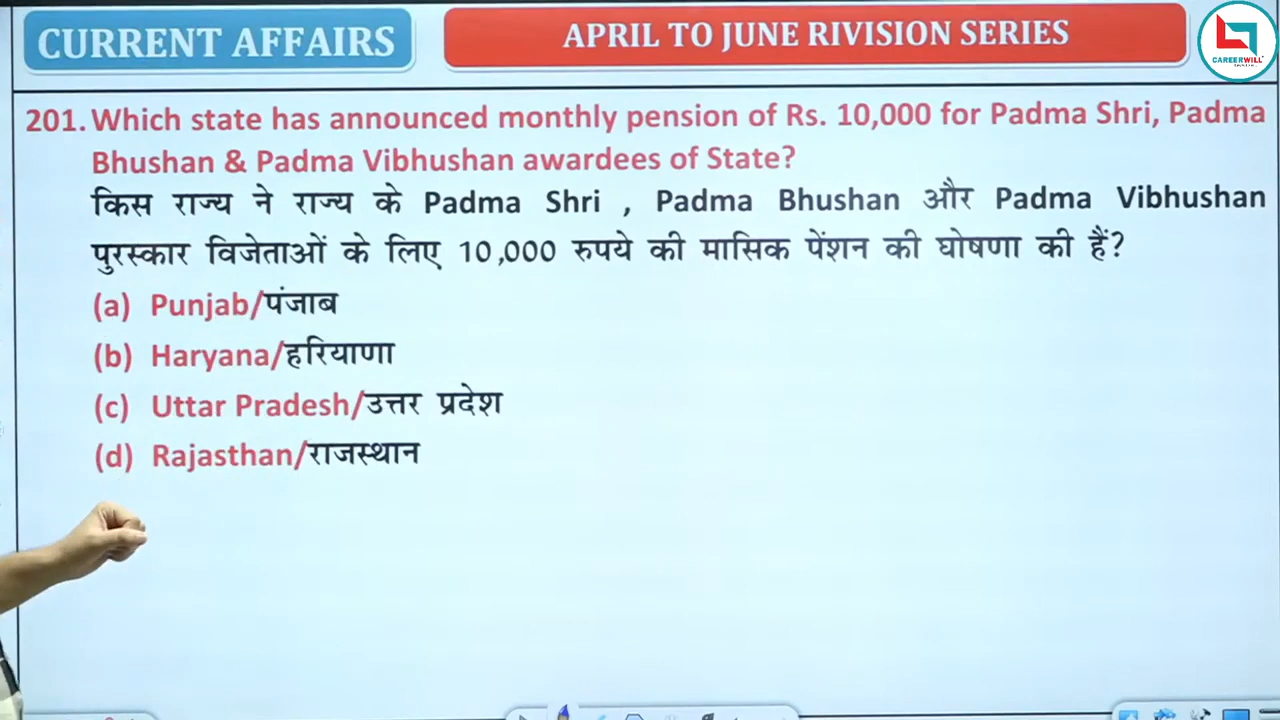 CURRENT AFFAIRS
APRIL TO JUNE RIVISION SERIES
CAREERWILL
201. Which state has announced monthly pension of Rs. 10,000 for Padma Shri, Padma
Bhushan & Padma Vibhushan awardees of State?
किस राज्य ने राज्य के Padma Shri , Padma Bhushan और Padma Vibhushan
पुरस्कार विजेताओं के लिए 10,000 रुपये की मासिक पेंशन की घोषणा की हैं?
(a) Punjab/पंजाब
(b) Haryana/हरियाणा
(c) Uttar Pradesh/उत्तर प्रदेश
(d) Rajasthan/राजस्थान